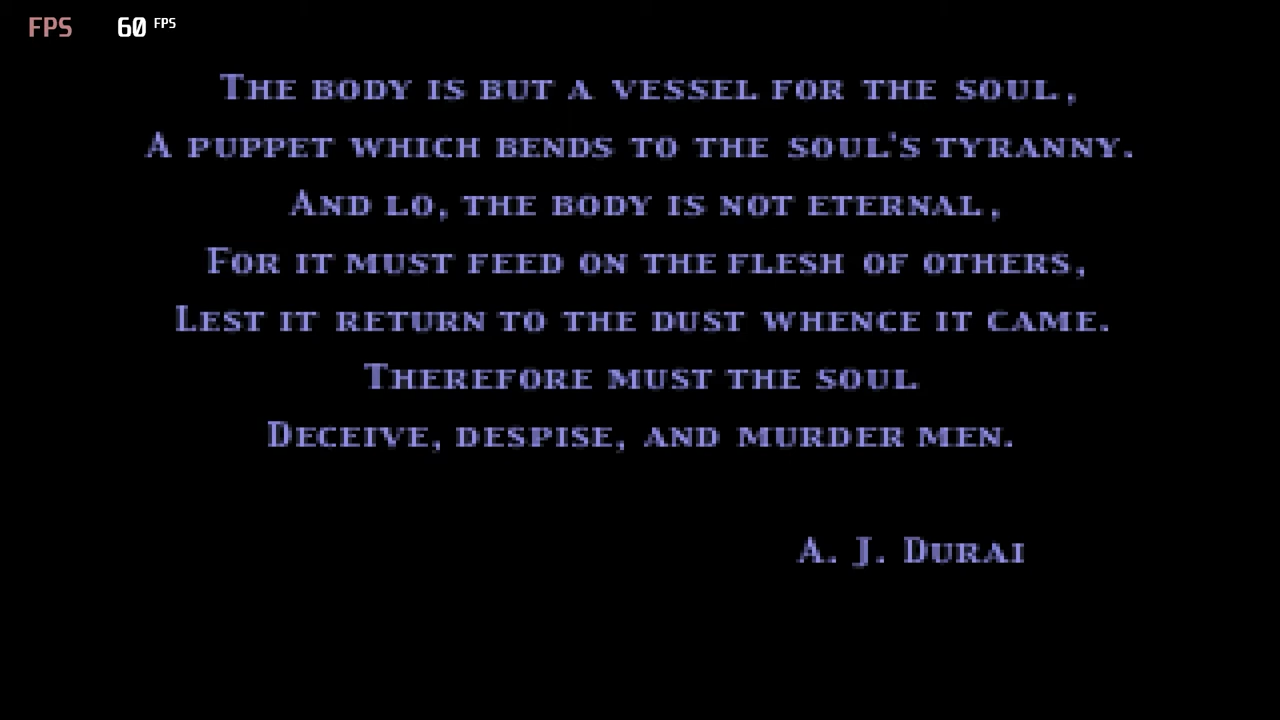 FPS 60 FPS
The body is but a vessel for the soul,
A puppet which bends to the soul's tyranny.
And lo, the body is not eternal,
For it must feed on the flesh of others,
Lest it return to the dust whence it came.
Therefore must the soul
Deceive, despise, and murder men.
A. J. Durai